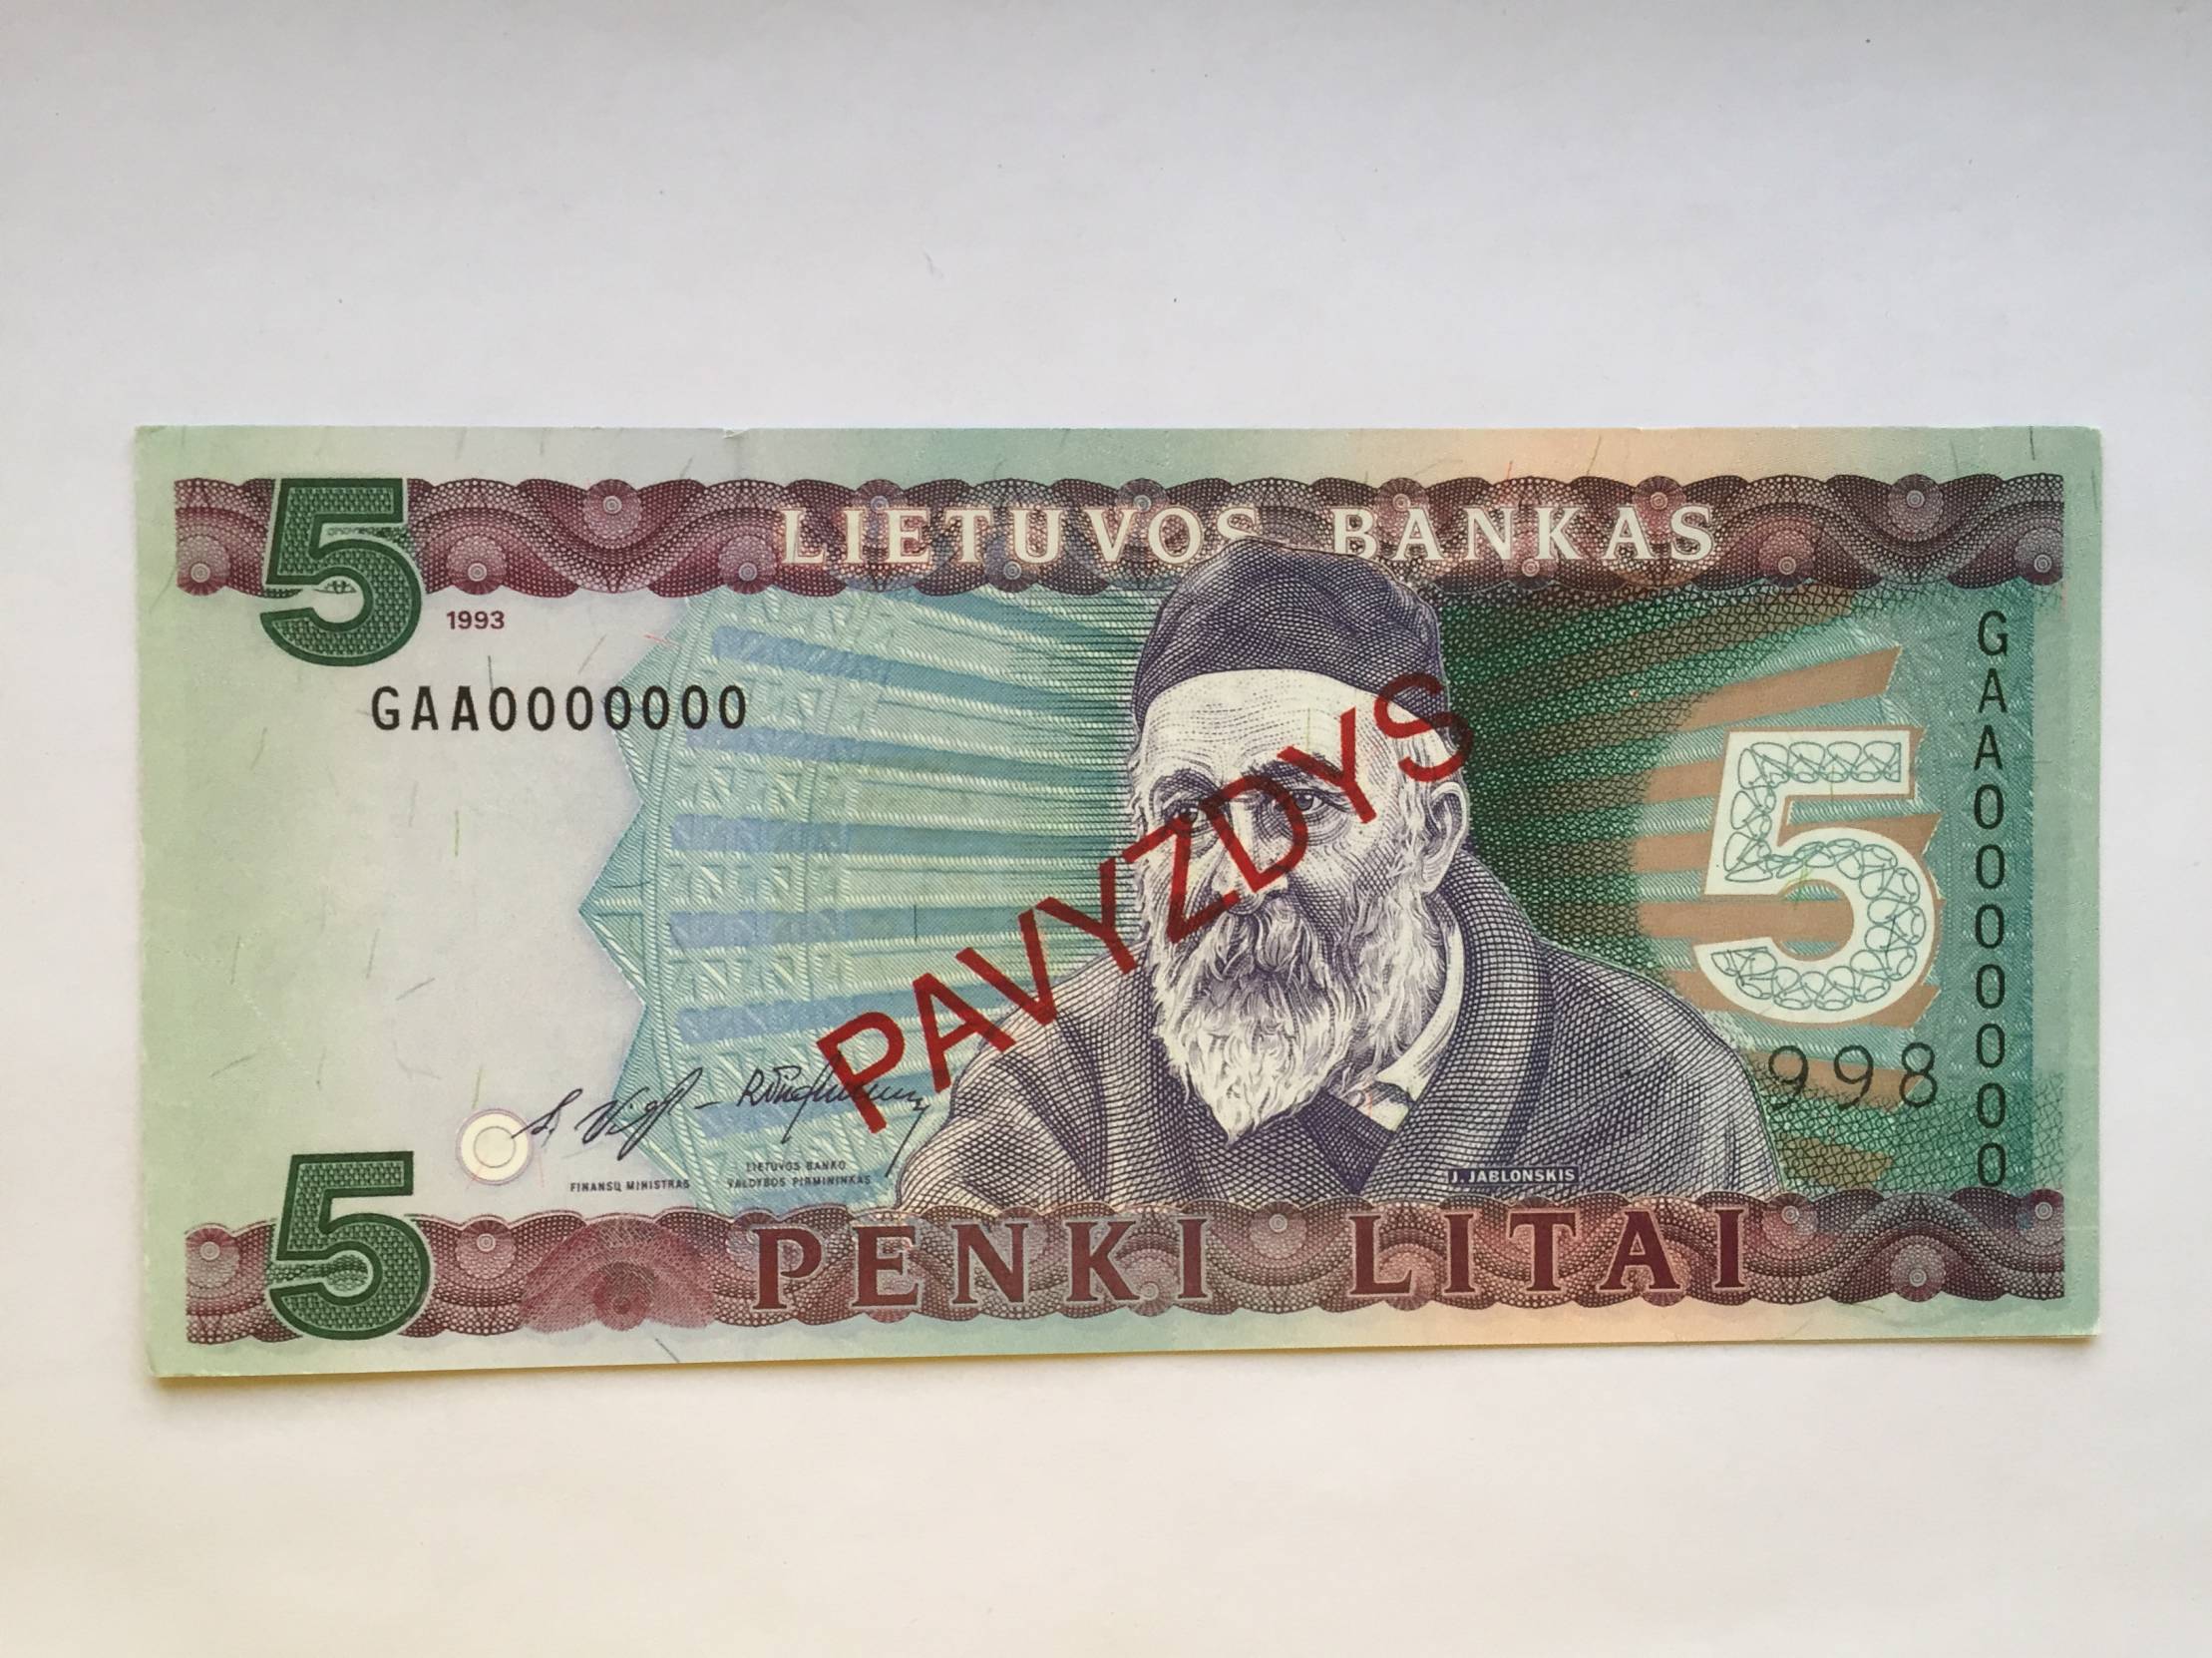 LIETUVOS BANKAS
5
1993
GAA0000000
GAA0000000
PAVYZDYS
5
998
LIETUVOS BANKO
FINANSŲ MINISTRAS VALDYBOS PIRMININKAS
J. JABLONSKIS
5
PENKI LITAI